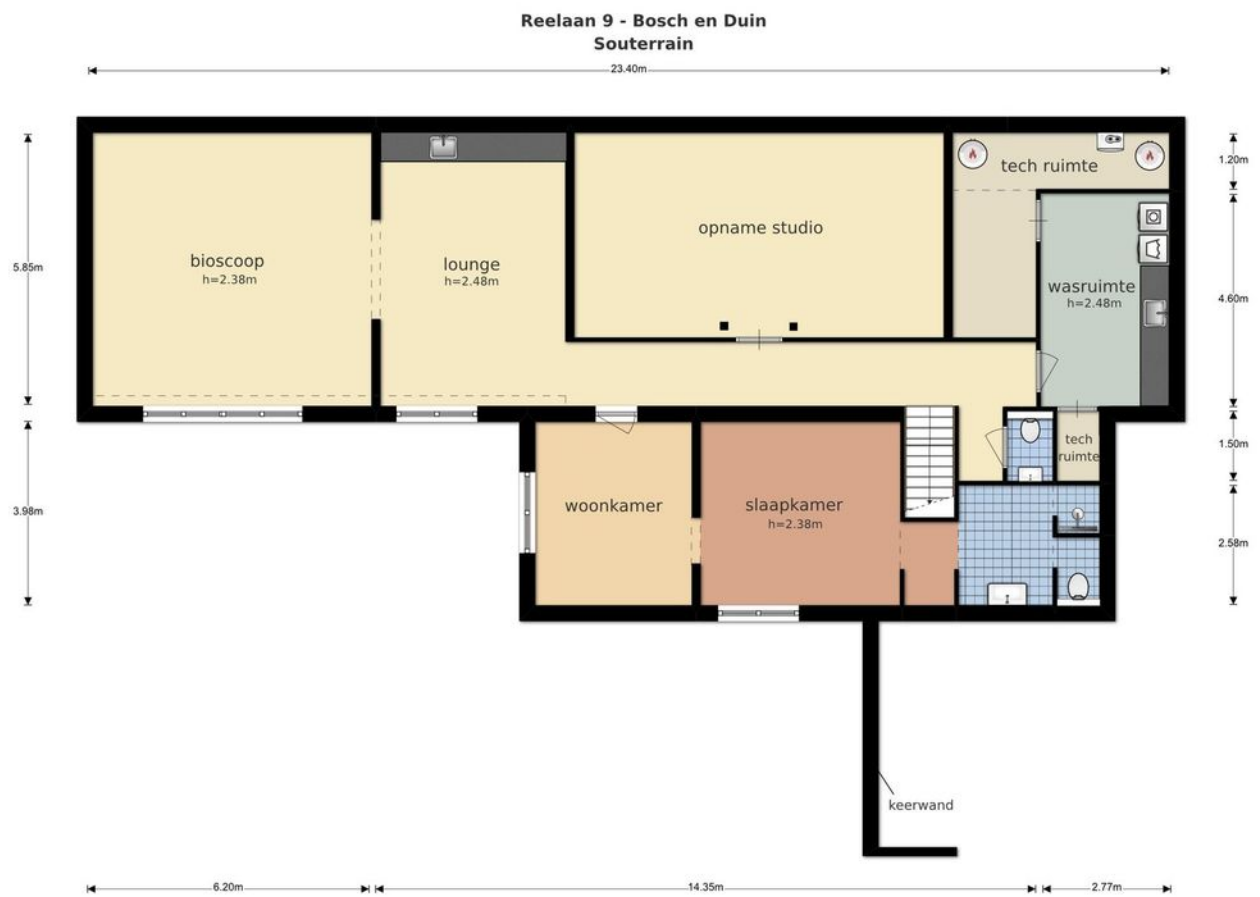 Reelaan 9 - Bosch en Duin
Souterrain
23.40m
1.20m
tech ruimte
opname studio
bioscoop
h=2.38m
lounge
h=2.48m
5.85m
wasruimte
h=2.48m
4.60m
tech
ruimte
1.50m
woonkamer
slaapkamer
h=2.38m
3.98m
2.58m
keerwand
6.20m
14.35m
2.77m